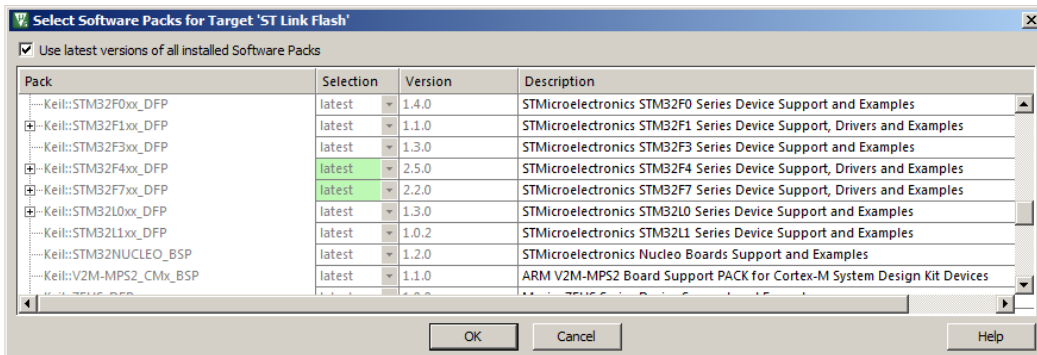 Select Software Packs for Target 'ST Link Flash'
Use latest versions of all installed Software Packs
Pack Selection Version Description
Keil::STM32F0xx_DFP latest 1.4.0 STMicroelectronics STM32F0 Series Device Support and Examples
Keil::STM32F1xx_DFP latest 1.1.0 STMicroelectronics STM32F1 Series Device Support, Drivers and Examples
Keil::STM32F3xx_DFP latest 1.3.0 STMicroelectronics STM32F3 Series Device Support and Examples
Keil::STM32F4xx_DFP latest 2.5.0 STMicroelectronics STM32F4 Series Device Support, Drivers and Examples
Keil::STM32F7xx_DFP latest 2.2.0 STMicroelectronics STM32F7 Series Device Support, Drivers and Examples
Keil::STM32L0xx_DFP latest 1.3.0 STMicroelectronics STM32L0 Series Device Support and Examples
Keil::STM32L1xx_DFP latest 1.0.2 STMicroelectronics STM32L1 Series Device Support and Examples
Keil::STM32NUCLEO_BSP latest 1.2.0 STMicroelectronics Nucleo Boards Support and Examples
Keil::V2M-MPS2_CMx_BSP latest 1.1.0 ARM V2M-MPS2 Board Support PACK for Cortex-M System Design Kit Devices
OK Cancel Help